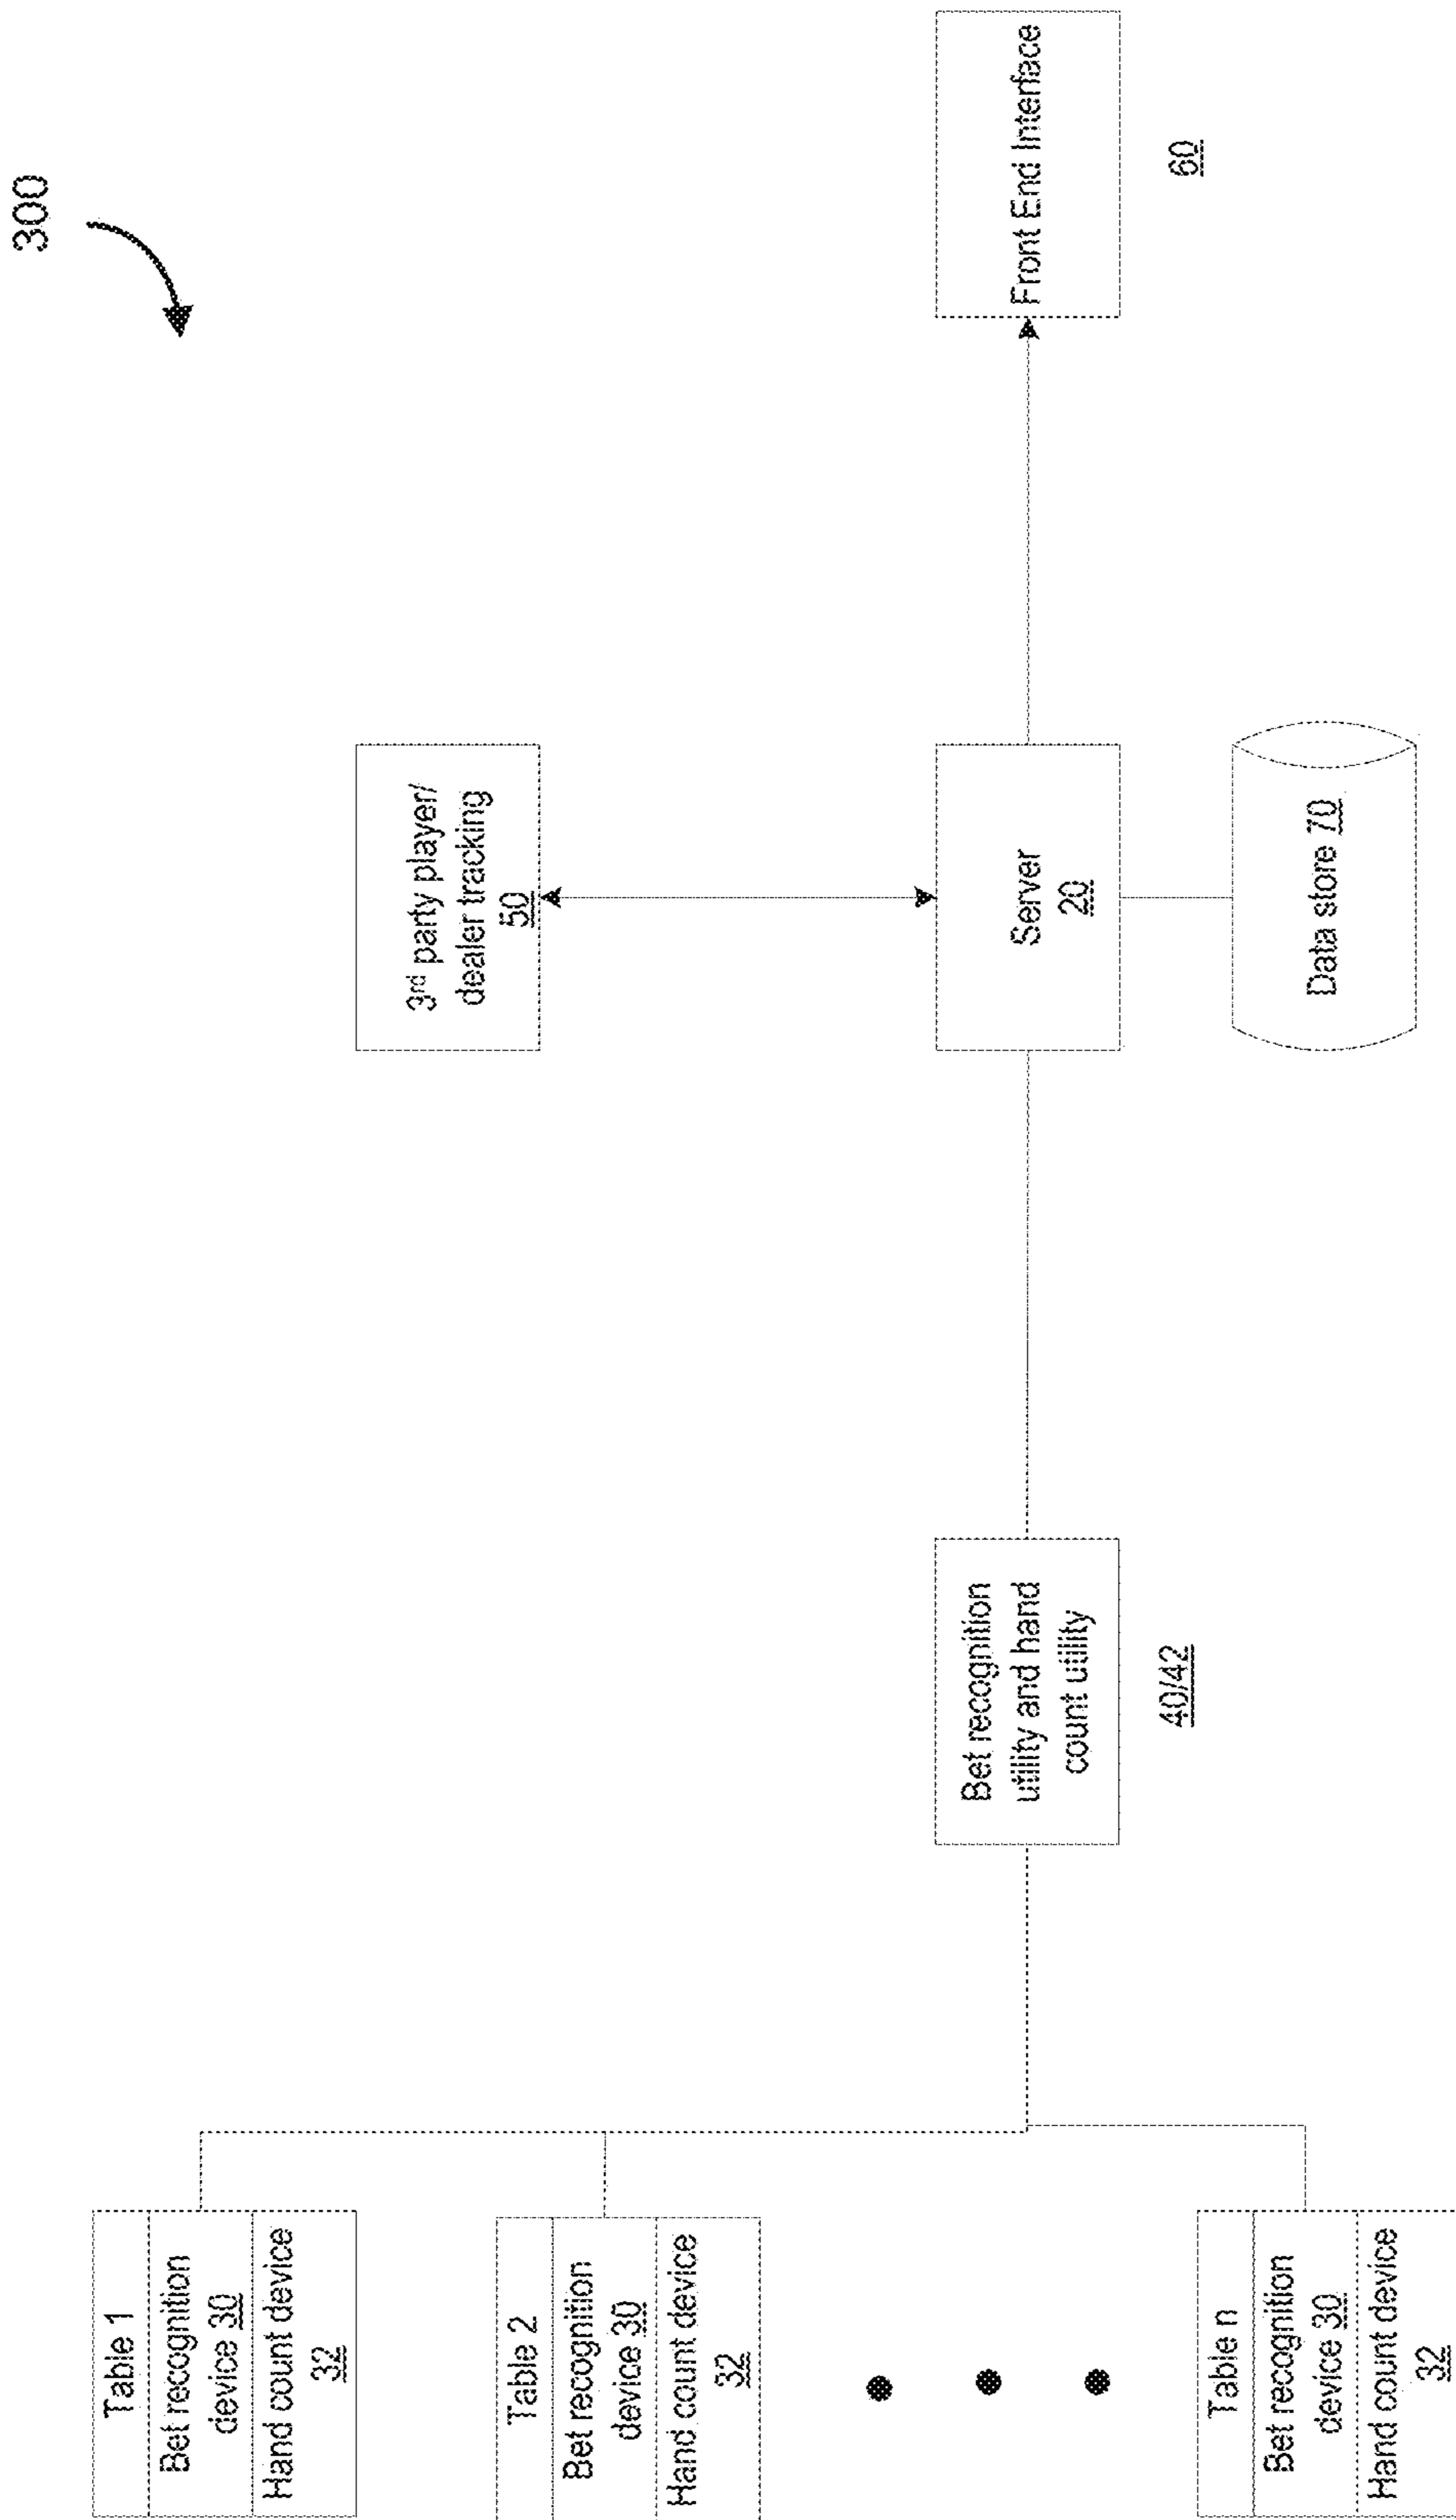 300
Table 1
Bet recognition
device 30
Hand count device
32
Table 2
Bet recognition
device 30
Hand count device
32
Table n
Bet recognition
device 30
Hand count device
32
Bet recognition
utility and hand
count utility
40/42
3rd party player/
dealer tracking
50
Server
20
Data store 70
Front End Interface
60